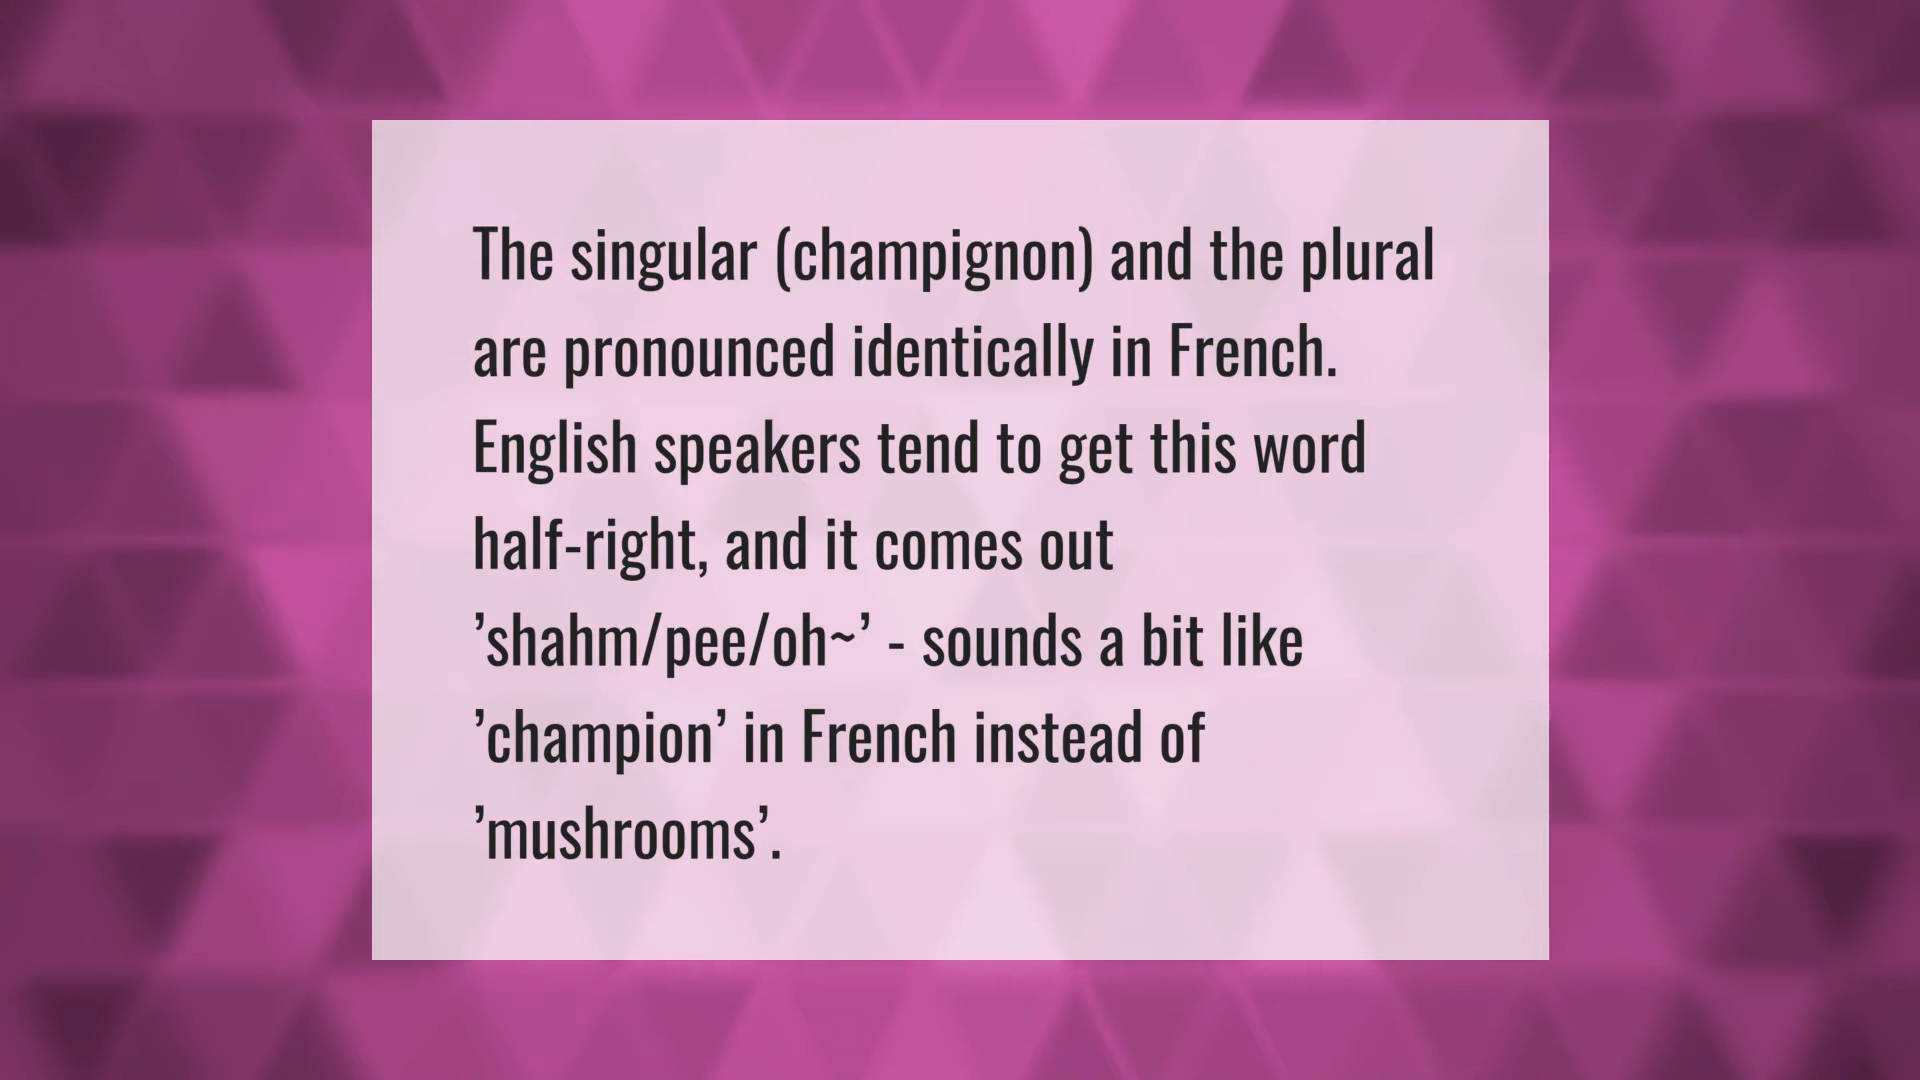 The singular (champignon) and the plural
are pronounced identically in French.
English speakers tend to get this word
half-right, and it comes out
’shahm/pee/oh~’ - sounds a bit like
’champion’ in French instead of
’mushrooms’.